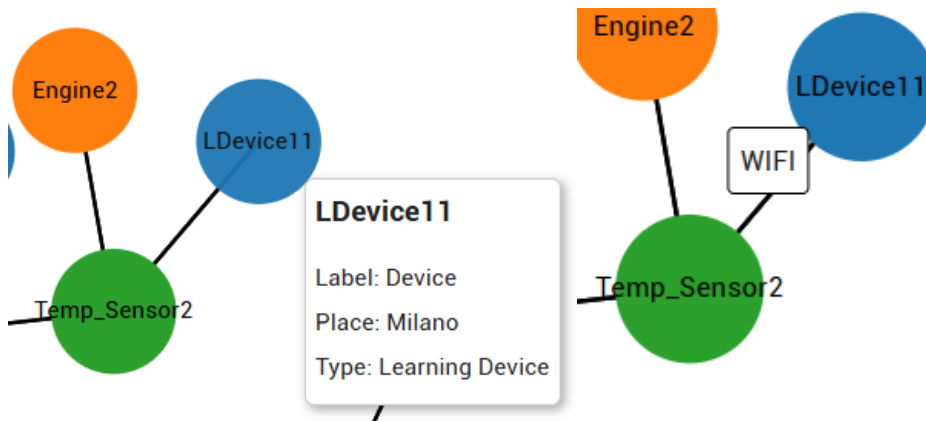 Engine2
LDevice11
Temp_Sensor2
LDevice11
Label: Device
Place: Milano
Type: Learning Device
Engine2
LDevice11
WIFI
Temp_Sensor2